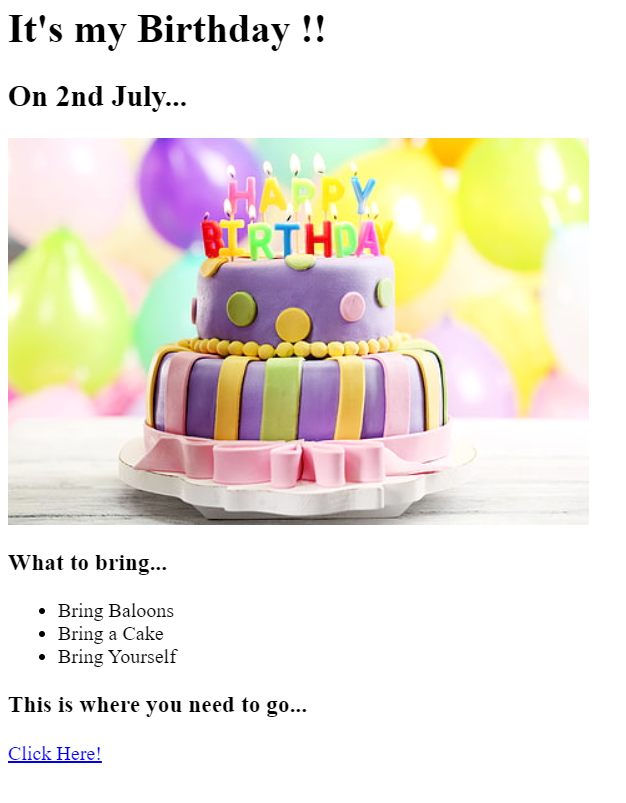 It's my Birthday !!
On 2nd July...
HAPPY
BIRTHDAY
What to bring...
Bring Baloons
Bring a Cake
Bring Yourself
This is where you need to go...
Click Here!